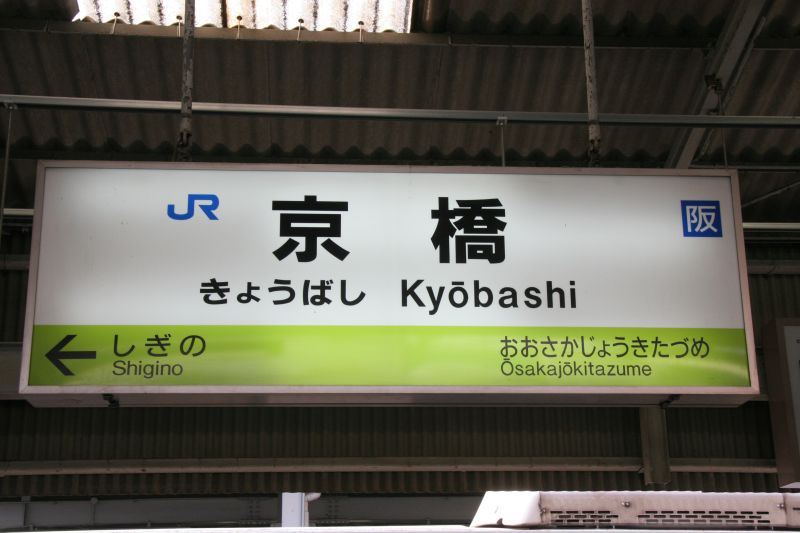 JR 京橋 阪
きょうばし Kyōbashi
← しぎの おおさかじょうきたづめ
Shigino Ōsakajōkitazume